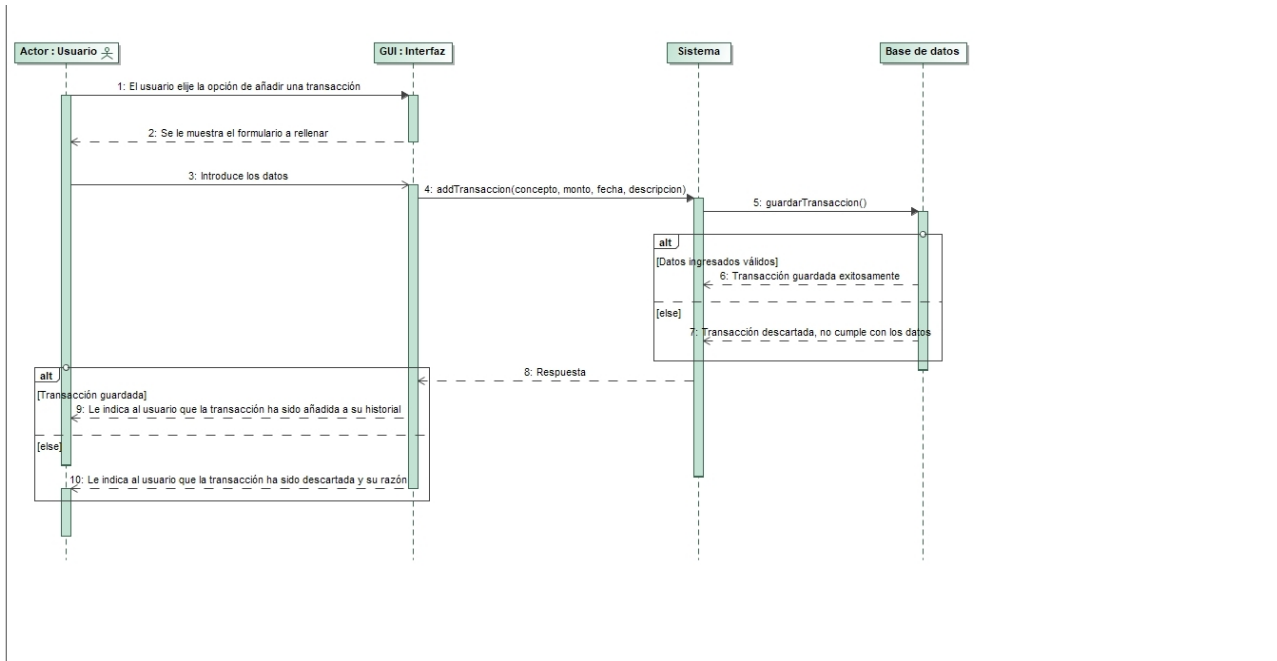 Actor : Usuario
GUI : Interfaz
Sistema
Base de datos
1: El usuario elije la opción de añadir una transacción
2: Se le muestra el formulario a rellenar
3: Introduce los datos
4: addTransaccion(concepto, monto, fecha, descripcion)
5: guardarTransaccion()
alt
[Datos ingresados válidos]
6: Transacción guardada exitosamente
[else]
7: Transacción descartada, no cumple con los datos
8: Respuesta
alt
[Transacción guardada]
9: Le indica al usuario que la transacción ha sido añadida a su historial
[else]
10: Le indica al usuario que la transacción ha sido descartada y su razón